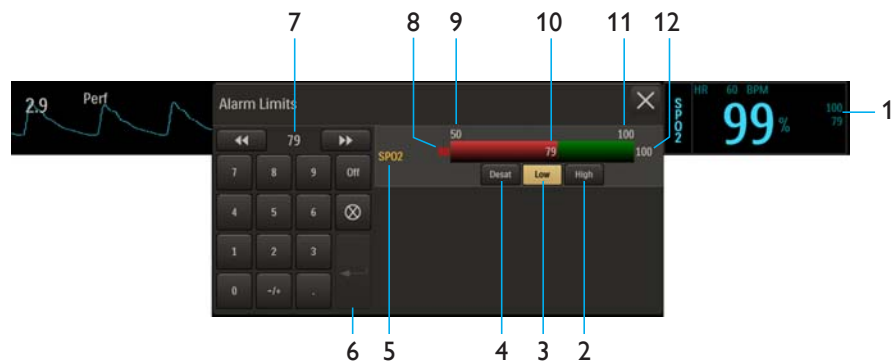 7 8 9 10 11 12
2.9 Perf
Alarm Limits
HR 60 BPM
SPO2
99%
100
79
1
79
50 100
SPO2
79 100
Desat Low High
7 8 9 Off
4 5 6
1 2 3
0 -/+ .
6 5 4 3 2